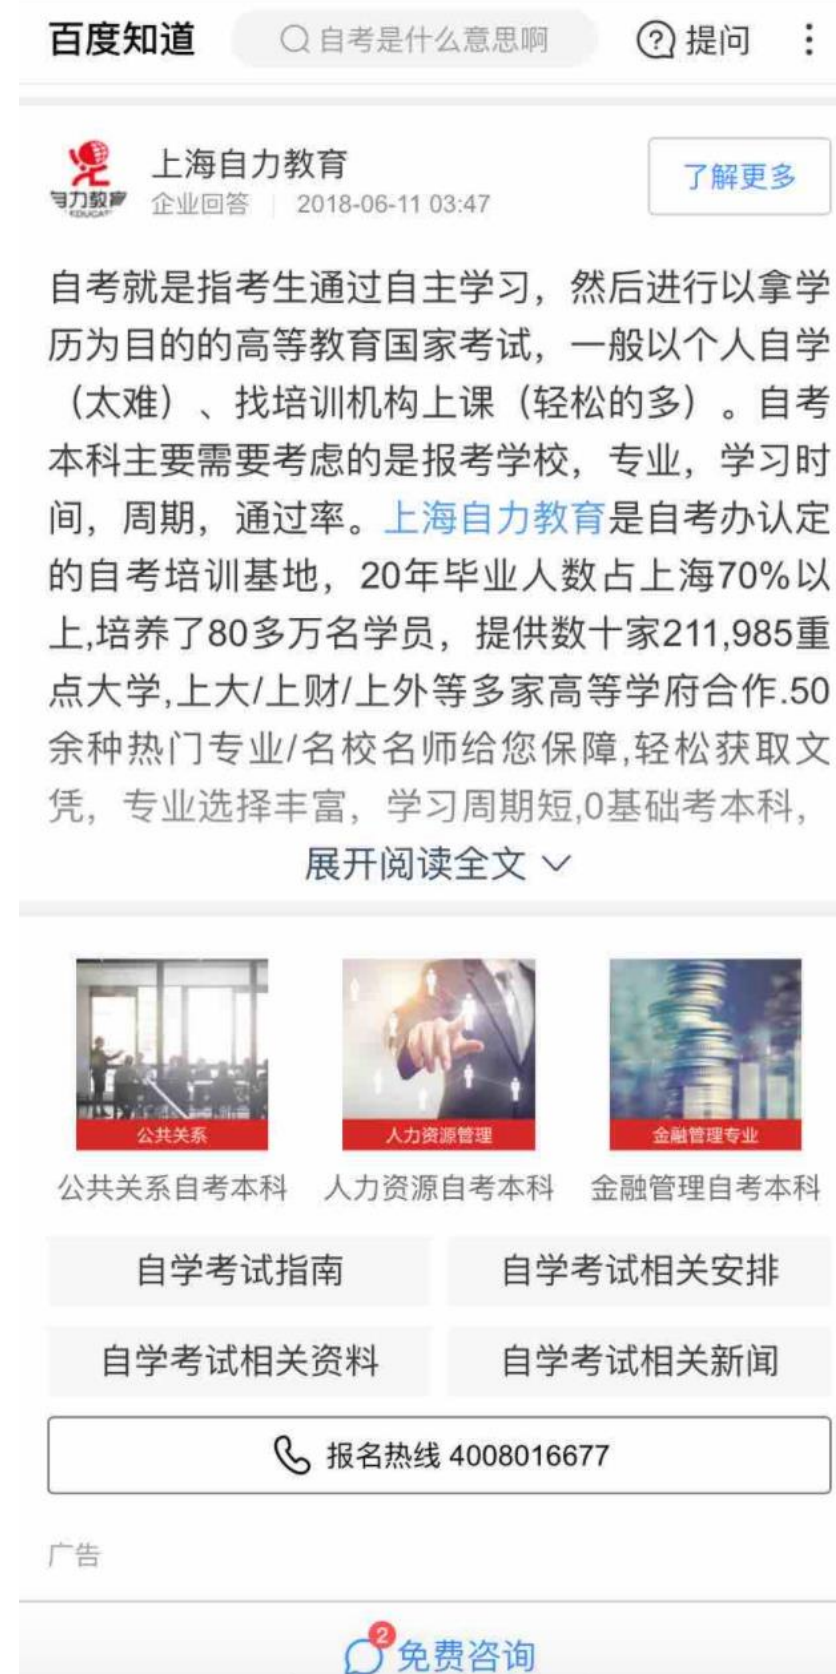 百度知道
自考是什么意思啊
提问
自力教育
EDUCAT
上海自力教育
企业回答 2018-06-11 03:47
了解更多
自考就是指考生通过自主学习，然后进行以拿学
历为目的的高等教育国家考试，一般以个人自学
（太难）、找培训机构上课（轻松的多）。自考
本科主要需要考虑的是报考学校，专业，学习时
间，周期，通过率。上海自力教育是自考办认定
的自考培训基地，20年毕业人数占上海70%以
上,培养了80多万名学员，提供数十家211,985重
点大学,上大/上财/上外等多家高等学府合作.50
余种热门专业/名校名师给您保障,轻松获取文
凭，专业选择丰富，学习周期短,0基础考本科，
展开阅读全文
公共关系
人力资源管理
金融管理专业
公共关系自考本科
人力资源自考本科
金融管理自考本科
自学考试指南
自学考试相关安排
自学考试相关资料
自学考试相关新闻
报名热线 4008016677
广告
2
免费咨询